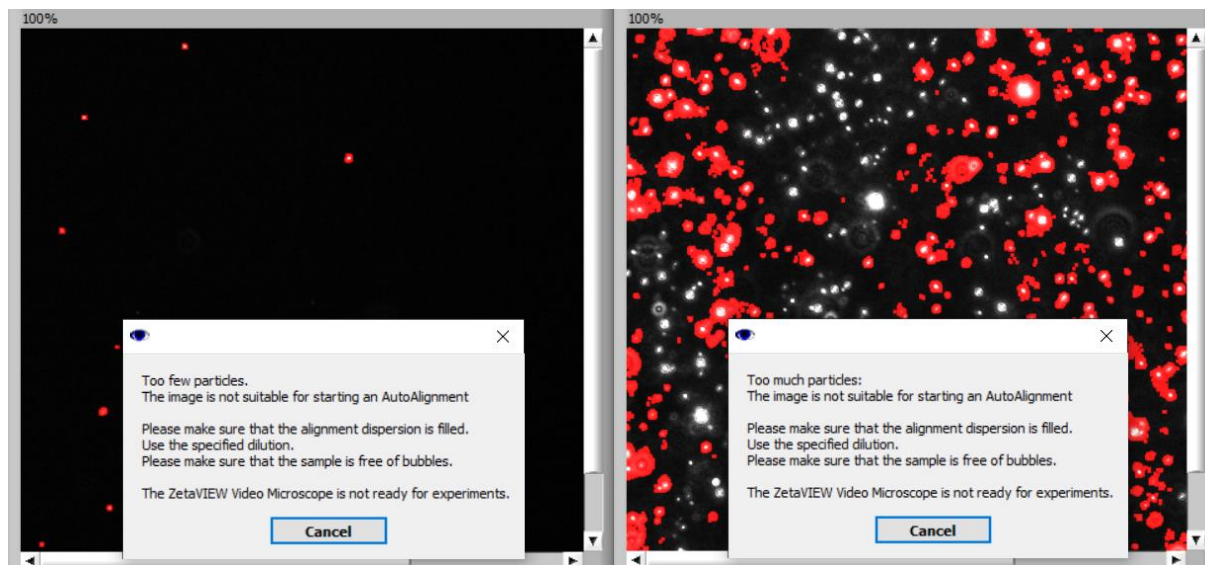 100%
Too few particles.
The image is not suitable for starting an AutoAlignment
Please make sure that the alignment dispersion is filled.
Use the specified dilution.
Please make sure that the sample is free of bubbles.
The ZetaVIEW Video Microscope is not ready for experiments.
Cancel
100%
Too much particles:
The image is not suitable for starting an AutoAlignment
Please make sure that the alignment dispersion is filled.
Use the specified dilution.
Please make sure that the sample is free of bubbles.
The ZetaVIEW Video Microscope is not ready for experiments.
Cancel